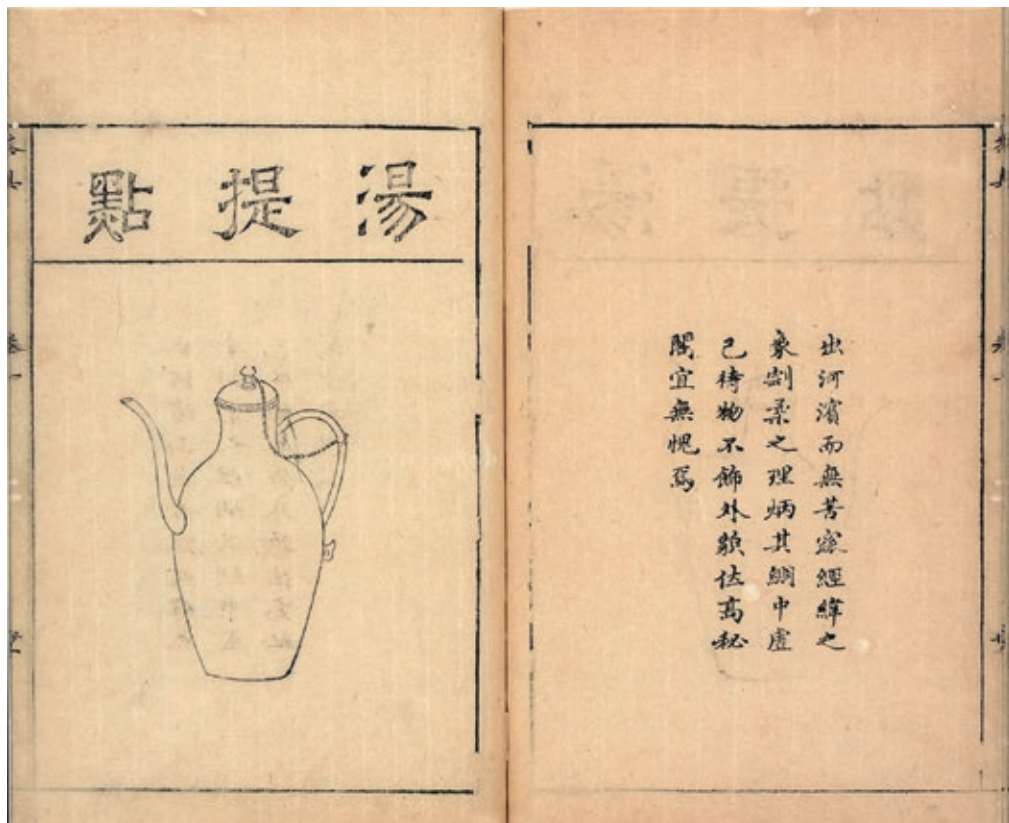 出河濱而無苦窳經緯之
象剛柔之理炳其綳中虛
己待物不飾外貌位高秘
閣宜無愧焉
湯提點